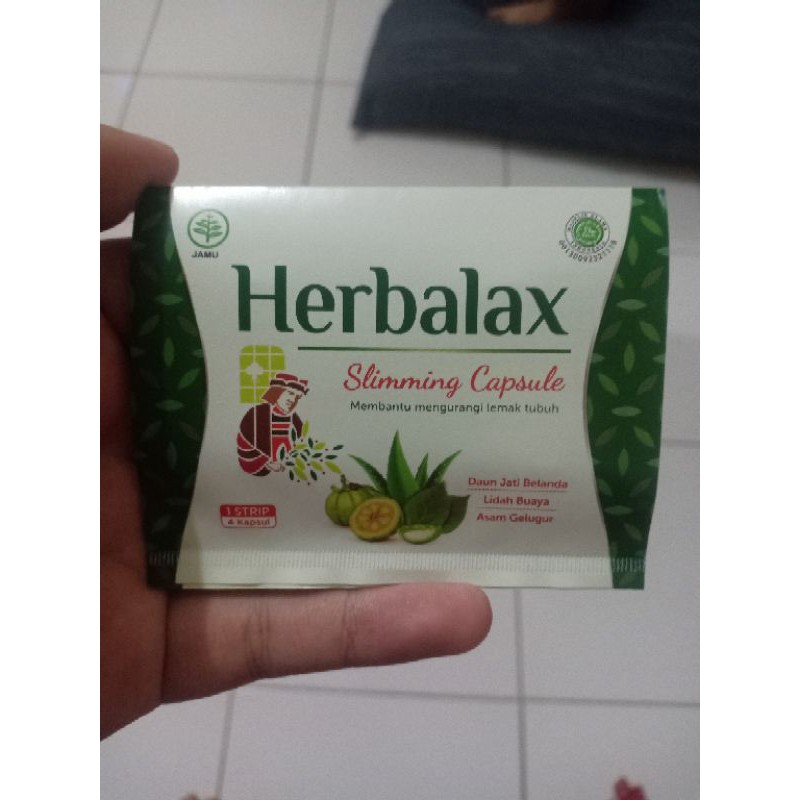 JAMU
Herbalax
Slimming Capsule
Membantu mengurangi lemak tubuh
Daun Jati Belanda
Lidah Buaya
Asam Gelugur
1 STRIP
4 Kapsul